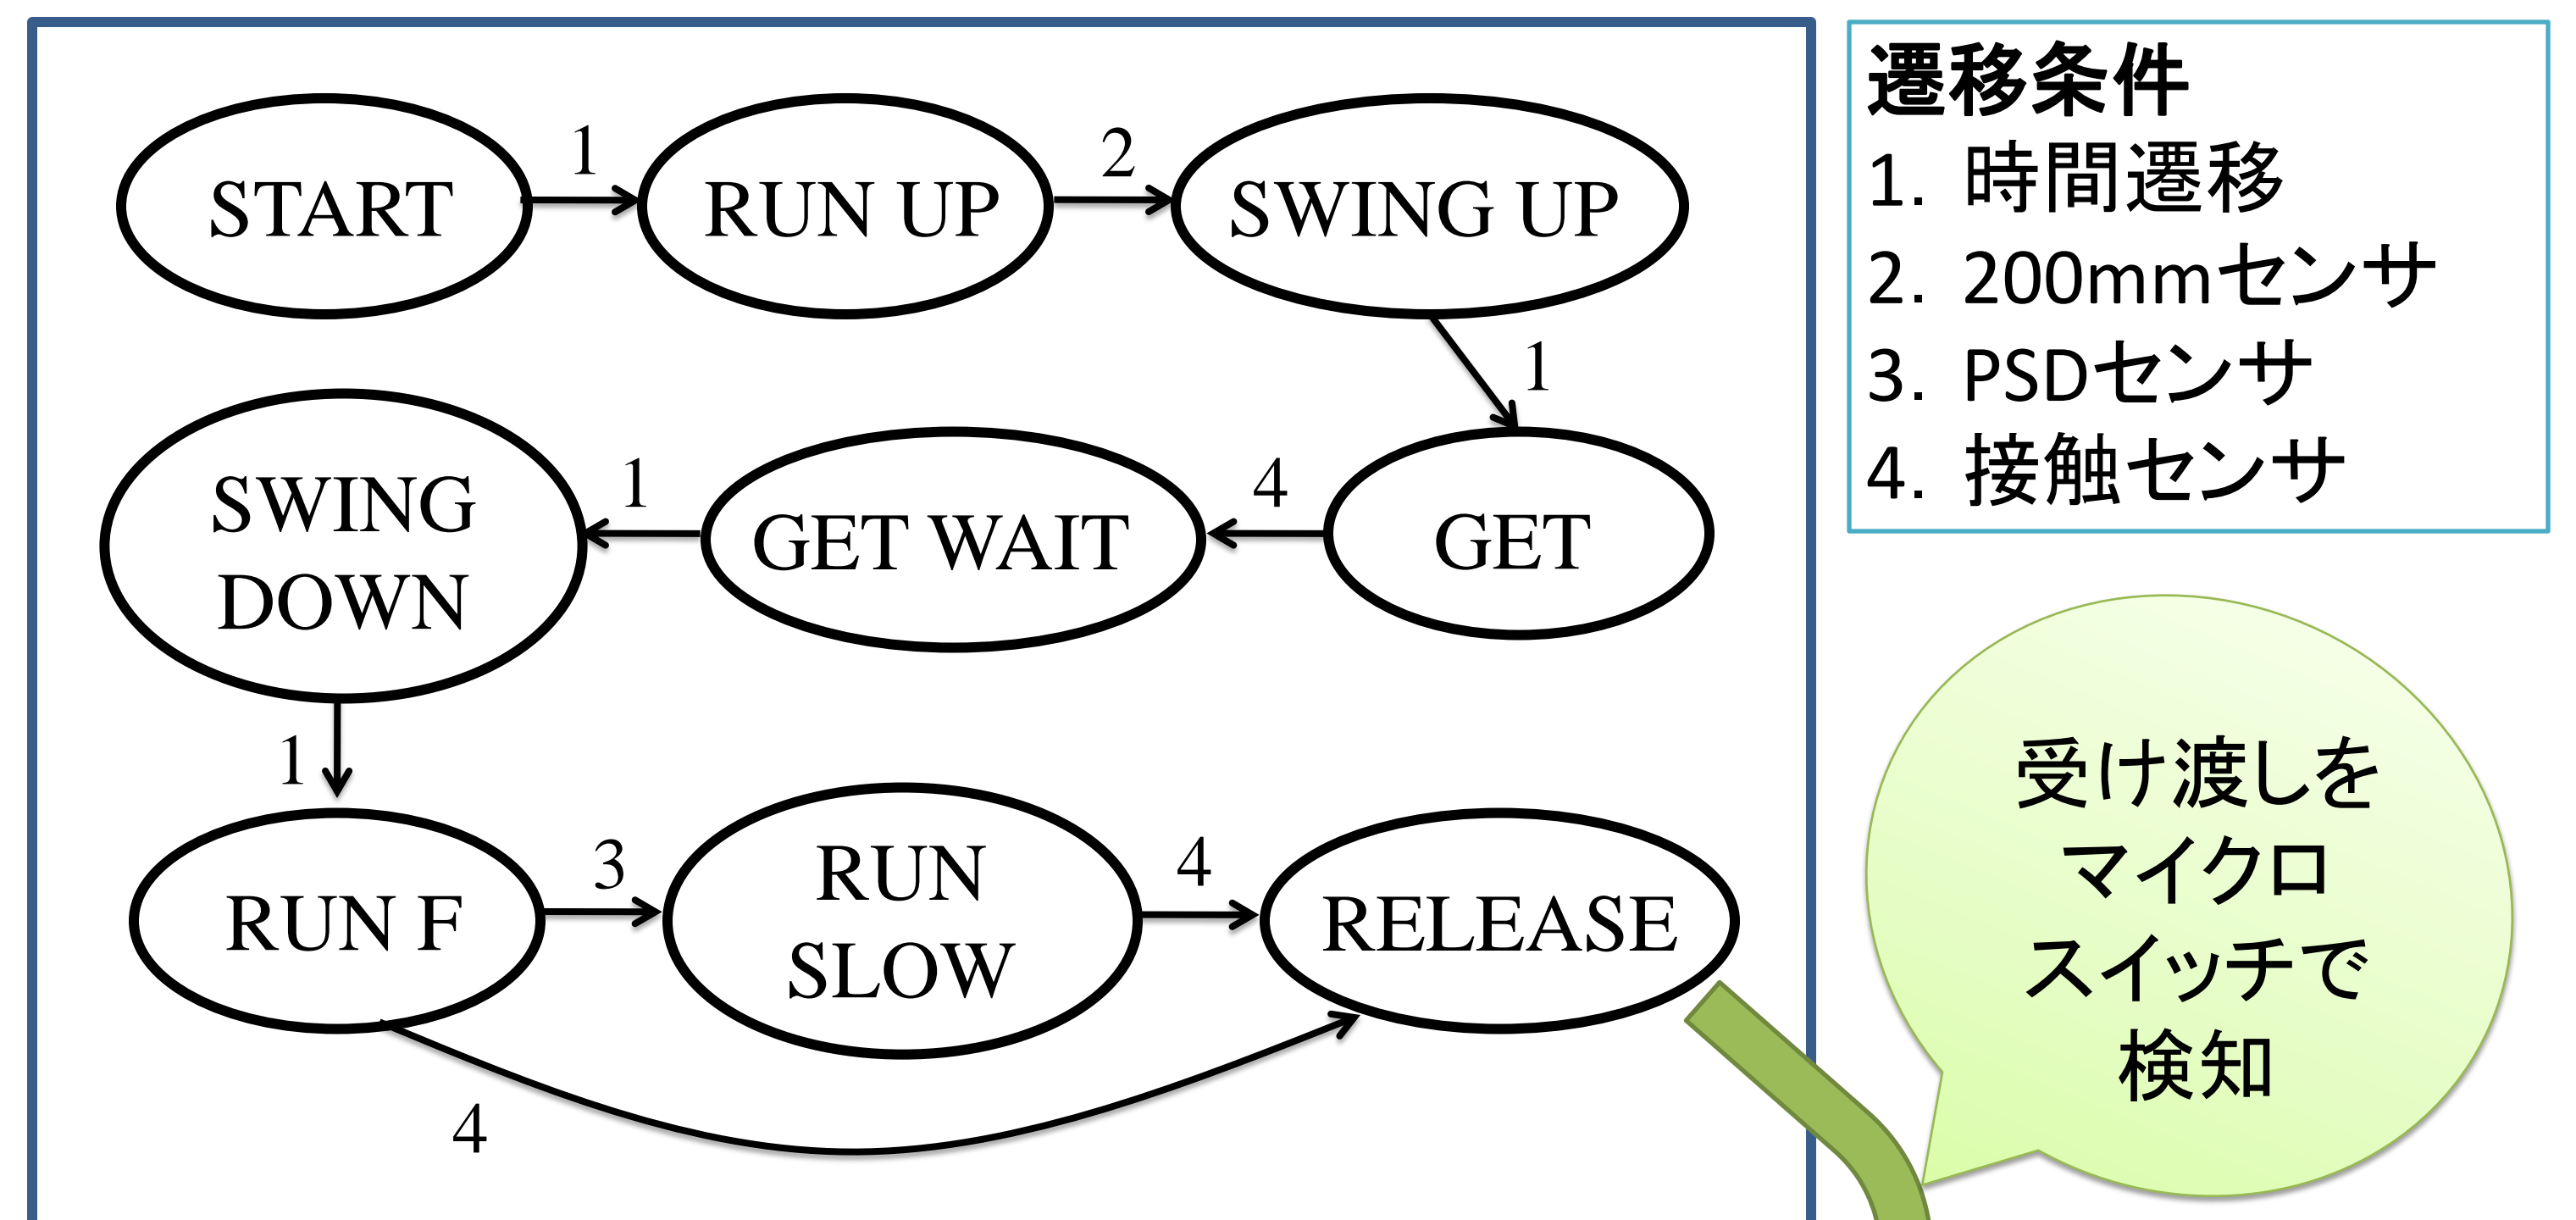 START
1
RUN UP
2
SWING UP
1
SWING
DOWN
1
GET WAIT
4
GET
1
RUN F
3
RUN
SLOW
4
RELEASE
4
遷移条件
1. 時間遷移
2. 200mmセンサ
3. PSDセンサ
4. 接触センサ
受け渡しを
マイクロ
スイッチで
検知